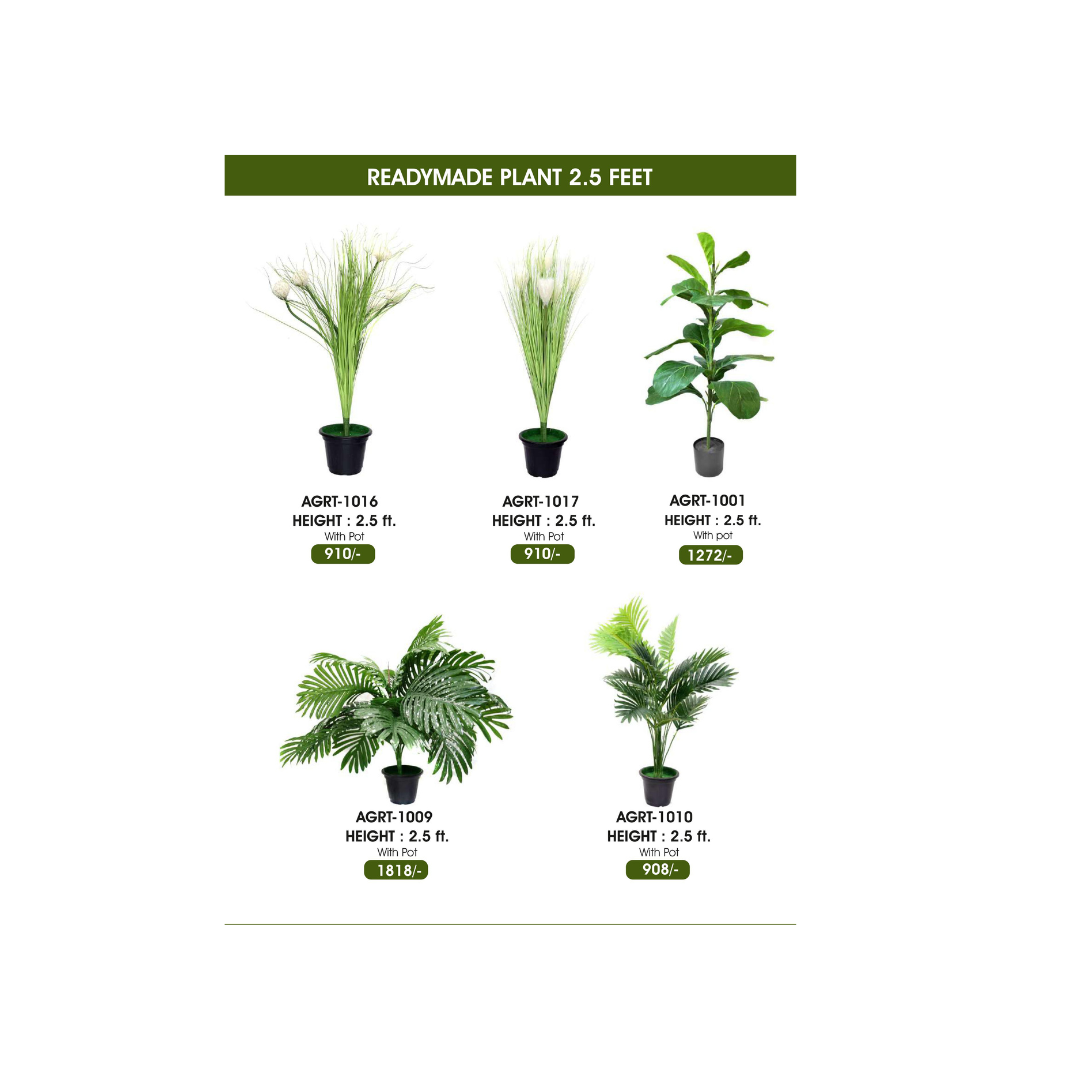 READYMADE PLANT 2.5 FEET
AGRT-1016
HEIGHT : 2.5 ft.
With Pot
910/-
AGRT-1017
HEIGHT : 2.5 ft.
With Pot
910/-
AGRT-1001
HEIGHT : 2.5 ft.
With pot
1272/-
AGRT-1009
HEIGHT : 2.5 ft.
With Pot
1818/-
AGRT-1010
HEIGHT : 2.5 ft.
With Pot
908/-